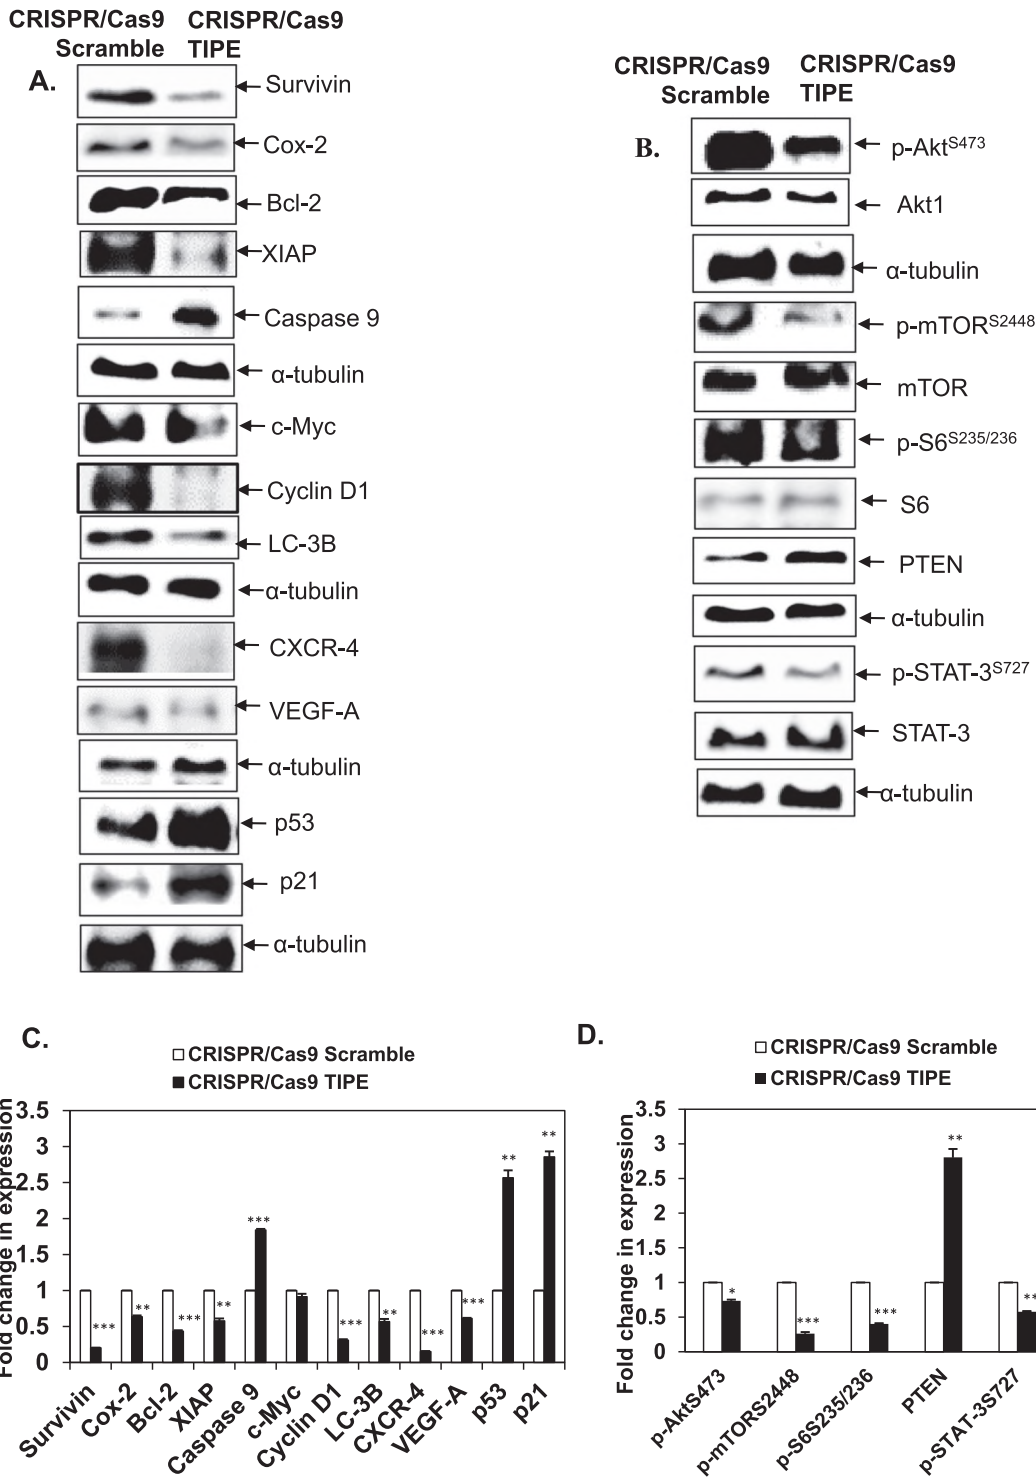 CRISPR/Cas9 CRISPR/Cas9
Scramble TIPE
A.
Survivin
Cox-2
Bcl-2
XIAP
Caspase 9
α-tubulin
c-Myc
Cyclin D1
LC-3B
α-tubulin
CXCR-4
VEGF-A
α-tubulin
p53
p21
α-tubulin
CRISPR/Cas9 CRISPR/Cas9
Scramble TIPE
B.
p-AktS473
Akt1
α-tubulin
p-mTORS2448
mTOR
p-S6S235/236
S6
PTEN
α-tubulin
p-STAT-3S727
STAT-3
α-tubulin
C.
CRISPR/Cas9 Scramble
CRISPR/Cas9 TIPE
Fold change in expression
3.5
3
2.5
2
1.5
1
0.5
0
***
**
***
**
***
***
**
***
***
**
**
Survivin
Cox-2
Bcl-2
XIAP
Caspase 9
c-Myc
Cyclin D1
LC-3B
CXCR-4
VEGF-A
p53
p21
D.
CRISPR/Cas9 Scramble
CRISPR/Cas9 TIPE
Fold change in expression
3.5
3
2.5
2
1.5
1
0.5
0
*
***
***
**
**
p-AktS473
p-mTORS2448
p-S6S235/236
PTEN
p-STAT-3S727